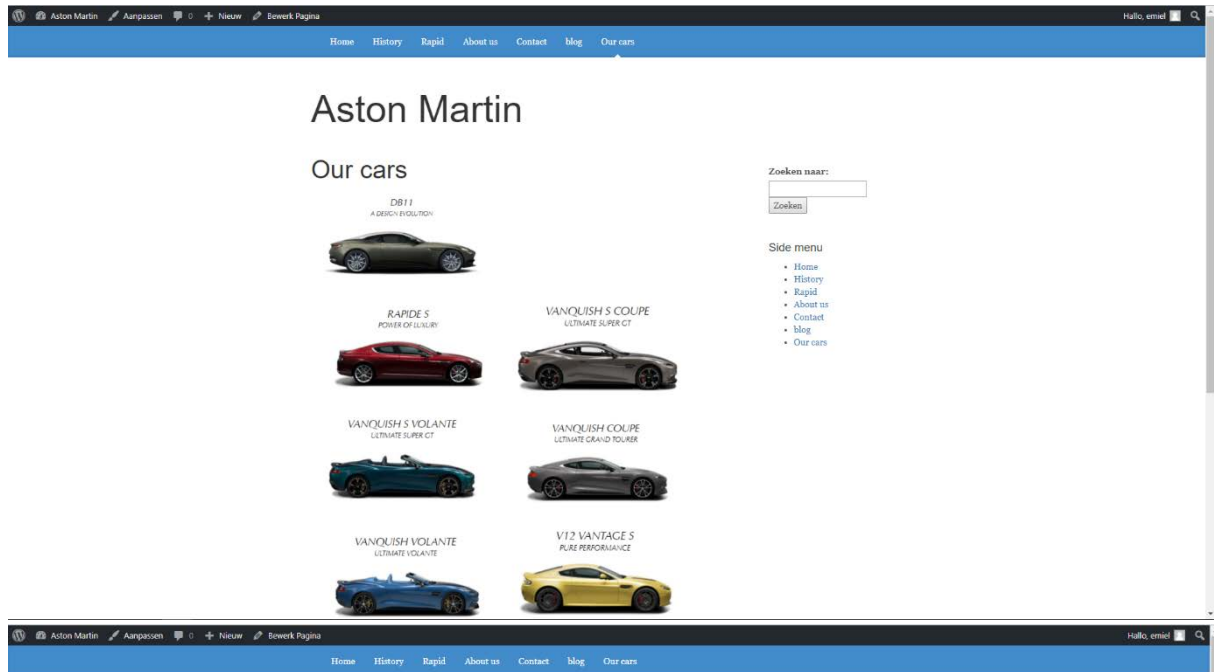 Aston Martin Aanpassen 0 Nieuw Bewerk Pagina Hallo, emiel
Home History Rapid About us Contact blog Our cars
Aston Martin
Our cars
DB11
A DESIGN EVOLUTION
RAPIDE S
POWER OF LUXURY
VANQUISH S COUPE
ULTIMATE SUPER GT
VANQUISH S VOLANTE
ULTIMATE SUPER GT
VANQUISH COUPE
ULTIMATE GRAND TOURER
VANQUISH VOLANTE
ULTIMATE VOLANTE
V12 VANTAGE S
PURE PERFORMANCE
Zoeken naar:
Zoeken
Side menu
Home
History
Rapid
About us
Contact
blog
Our cars
Aston Martin Aanpassen 0 Nieuw Bewerk Pagina Hallo, emiel
Home History Rapid About us Contact blog Our cars